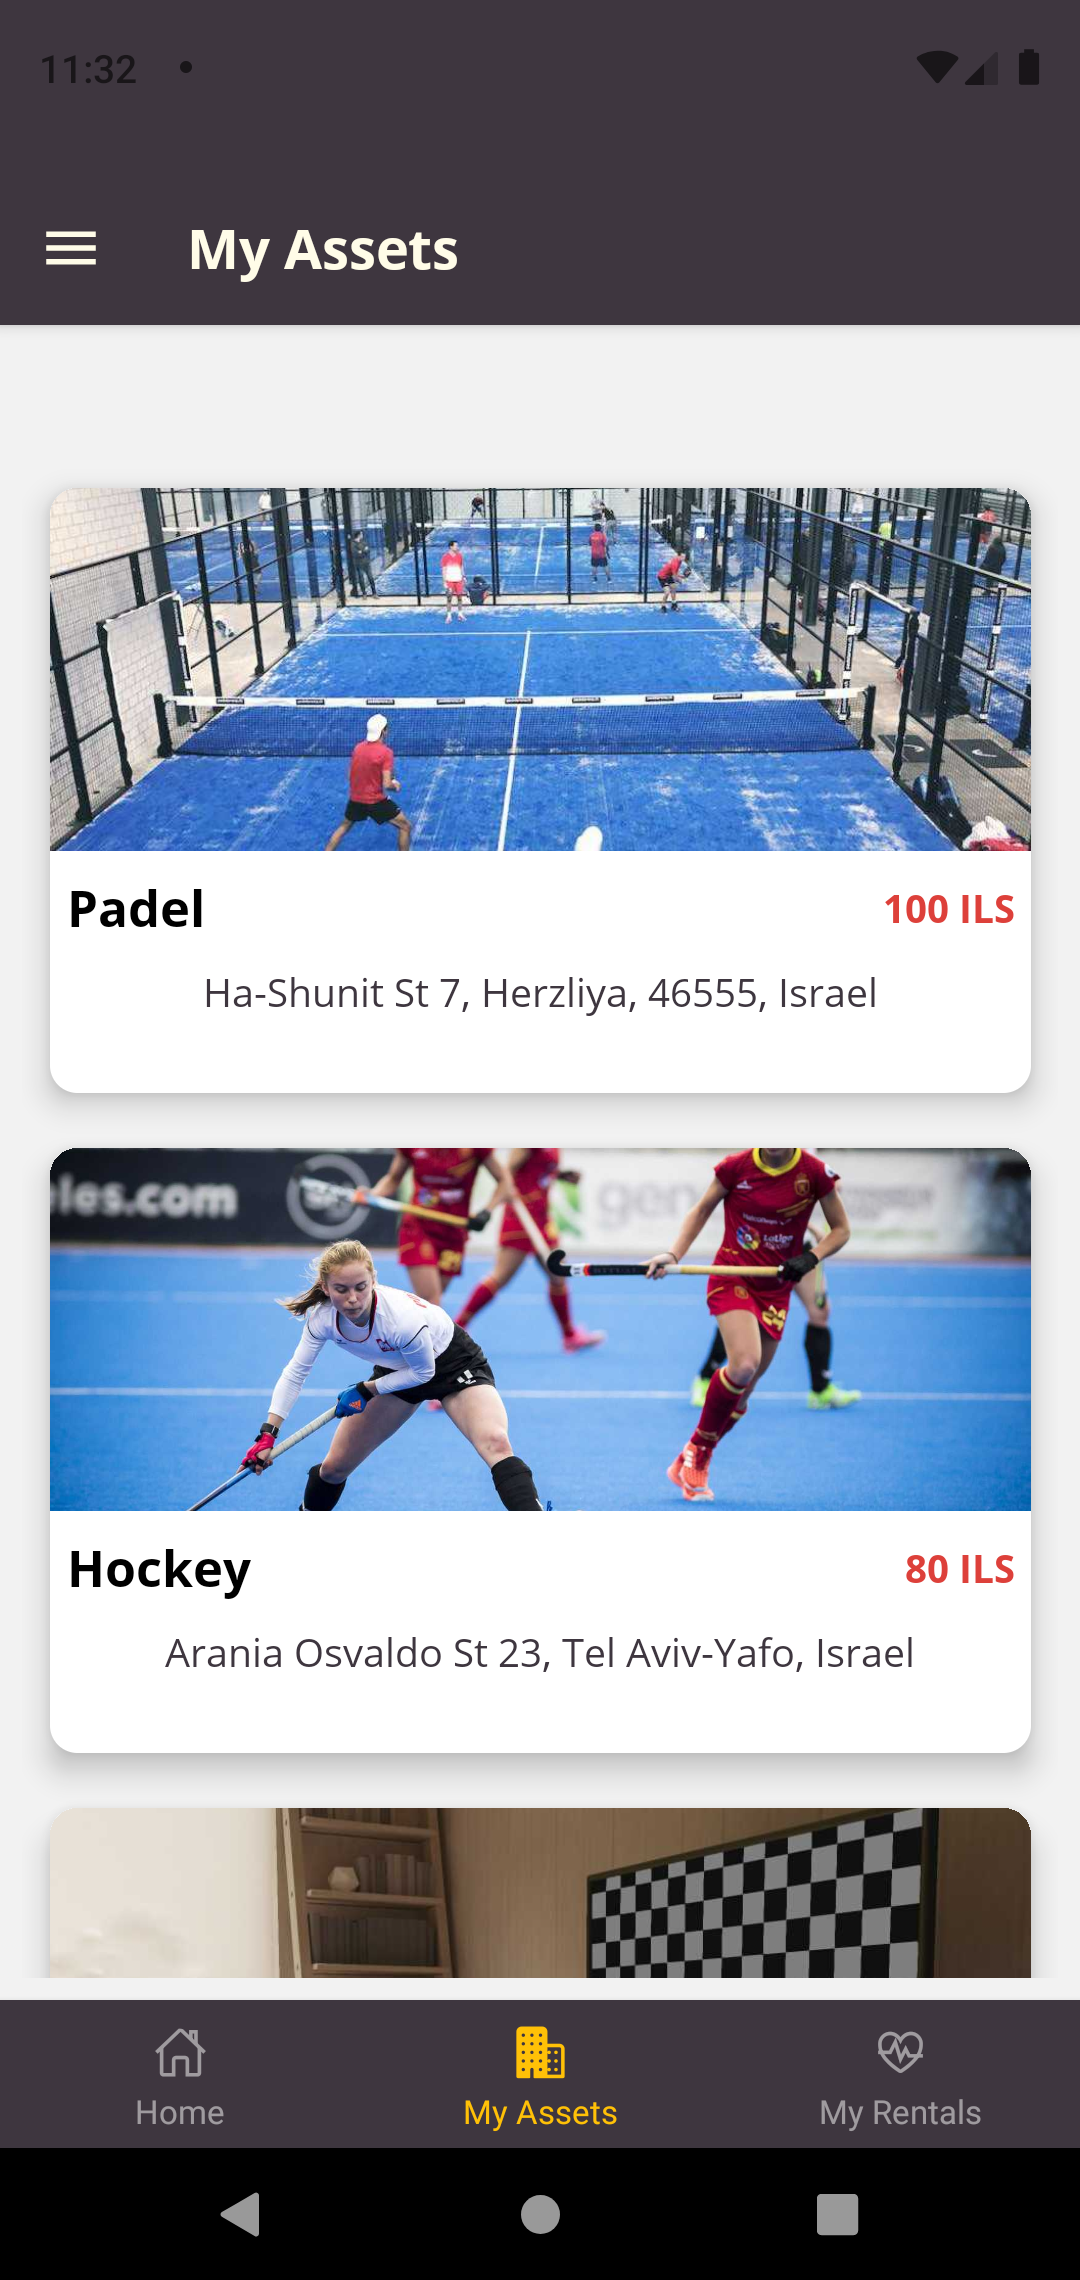 11:32
My Assets
Padel
100 ILS
Ha-Shunit St 7, Herzliya, 46555, Israel
les.com
gen
Hockey
80 ILS
Arania Osvaldo St 23, Tel Aviv-Yafo, Israel
Home
My Assets
My Rentals